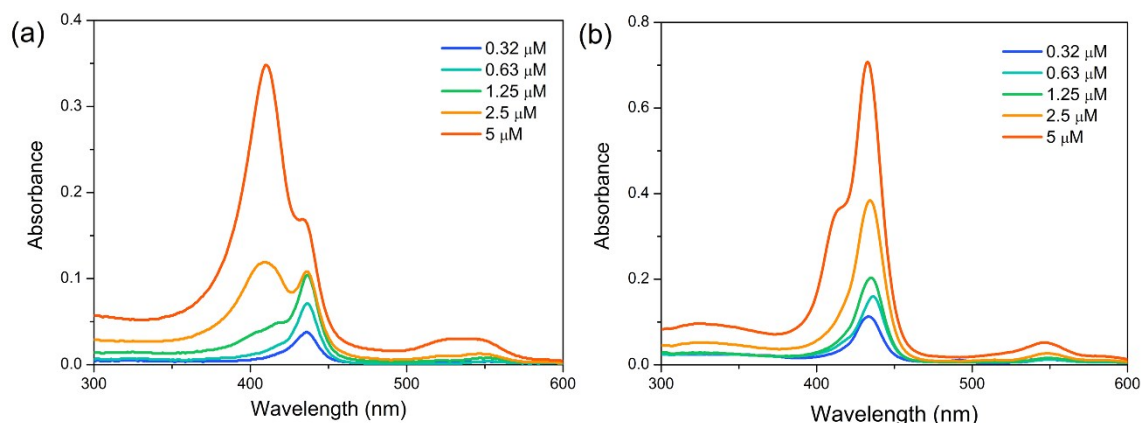 (a)
0.4
0.3
0.2
0.1
0.0
Absorbance
0.32 μM
0.63 μM
1.25 μM
2.5 μM
5 μM
300
400
500
600
Wavelength (nm)
(b)
0.8
0.6
0.4
0.2
0.0
Absorbance
0.32 μM
0.63 μM
1.25 μM
2.5 μM
5 μM
300
400
500
600
Wavelength (nm)